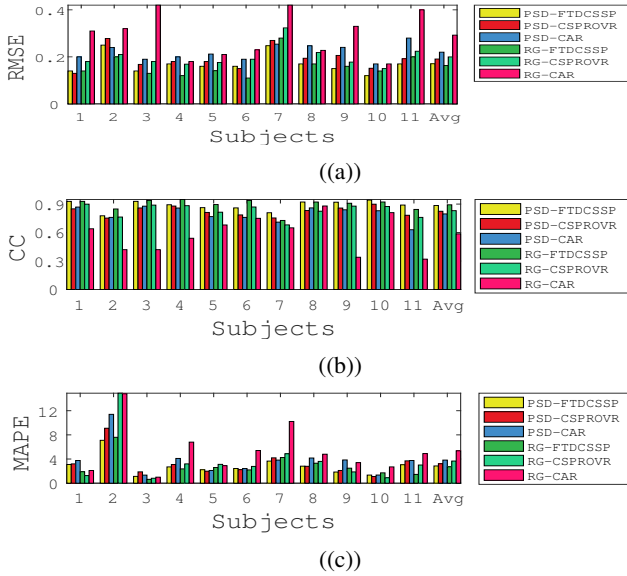 0.4
0.2
0
RMSE
1 2 3 4 5 6 7 8 9 10 11 Avg
Subjects
PSD-FTDCSSP
PSD-CSPROVR
PSD-CAR
RG-FTDCSSP
RG-CSPROVR
RG-CAR
((a))
0.9
0.6
0.3
0
CC
1 2 3 4 5 6 7 8 9 10 11 Avg
Subjects
PSD-FTDCSSP
PSD-CSPROVR
PSD-CAR
RG-FTDCSSP
RG-CSPROVR
RG-CAR
((b))
12
8
4
0
MAPE
1 2 3 4 5 6 7 8 9 10 11 Avg
Subjects
PSD-FTDCSSP
PSD-CSPROVR
PSD-CAR
RG-FTDCSSP
RG-CSPROVR
RG-CAR
((c))